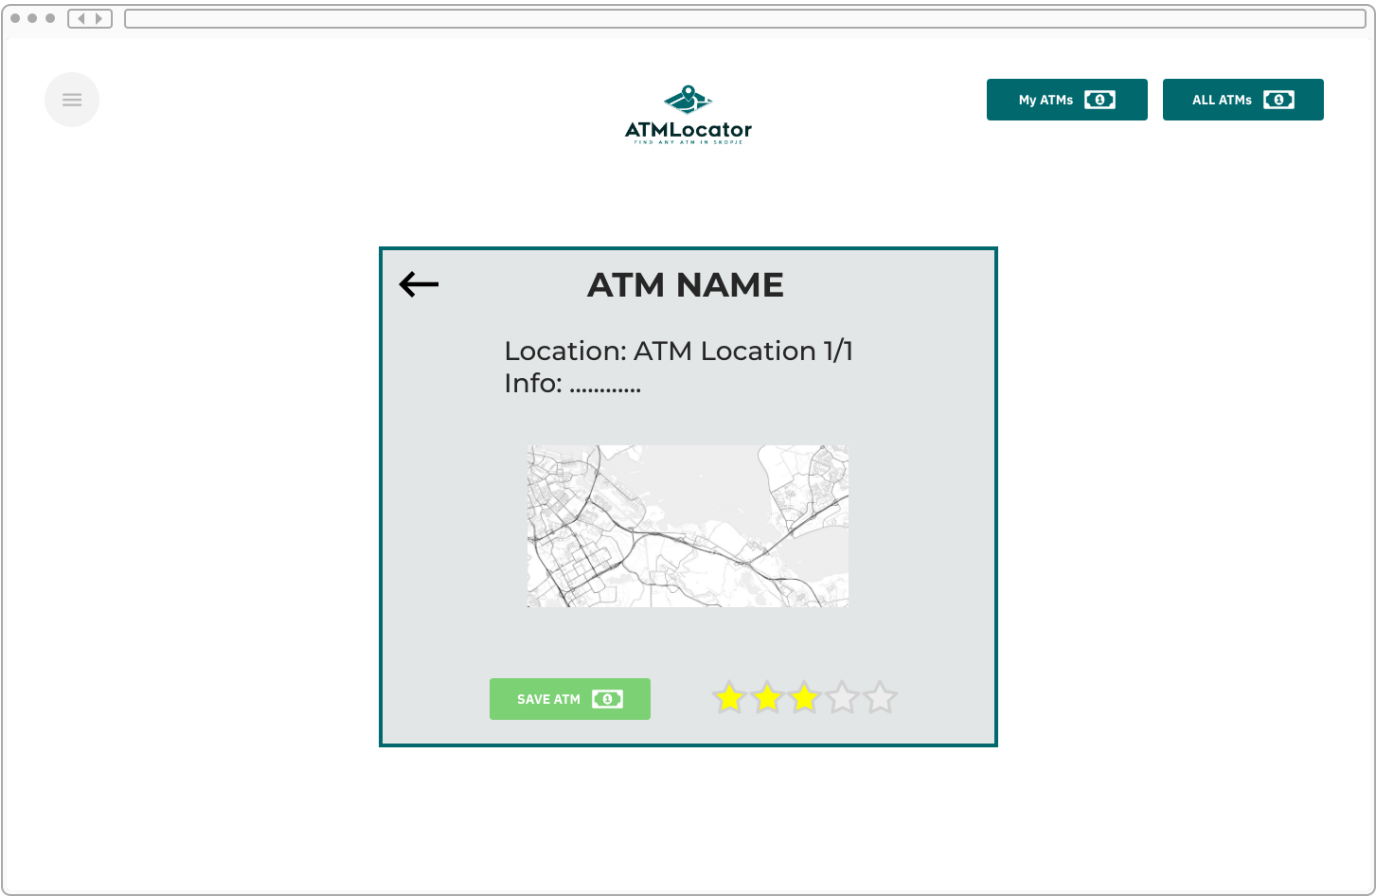 My ATMs
ALL ATMs
ATMLocator
FIND ANY ATM IN SKOPJE
ATM NAME
Location: ATM Location 1/1
Info: ............
SAVE ATM